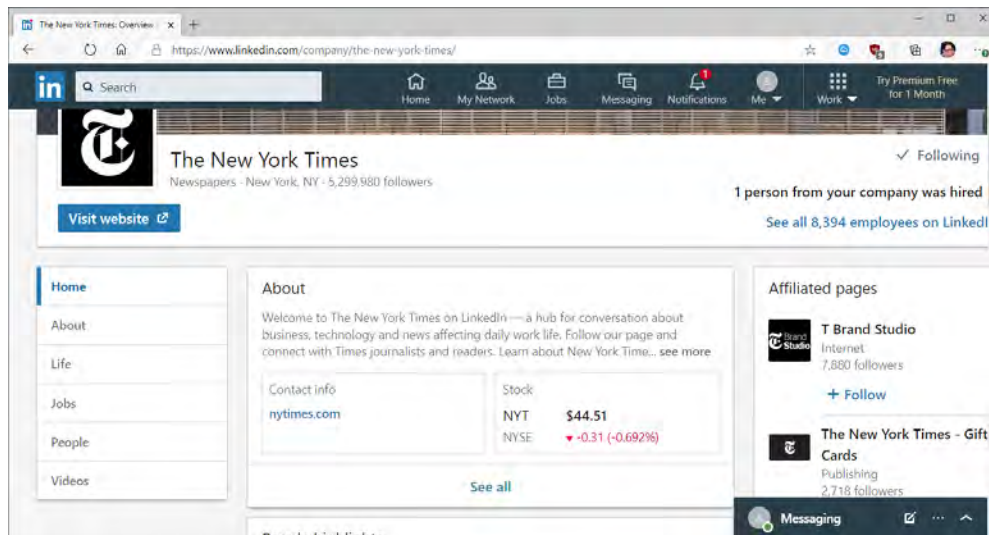 The New York Times: Overview
https://www.linkedin.com/company/the-new-york-times/
in
Search
Home
My Network
Jobs
Messaging
Notifications
Me
Work
Try Premium Free
for 1 Month
The New York Times
Newspapers · New York, NY · 5,299,980 followers
Following
Visit website
1 person from your company was hired
See all 8,394 employees on LinkedI
Home
About
Life
Jobs
People
Videos
About
Welcome to The New York Times on LinkedIn — a hub for conversation about
business, technology and news affecting daily work life. Follow our page and
connect with Times journalists and readers. Learn about New York Time... see more
Contact info
nytimes.com
Stock
NYT $44.51
NYSE ▾ -0.31 (-0.692%)
See all
Affiliated pages
T Brand
Studio
T Brand Studio
Internet
7,880 followers
+ Follow
The New York Times - Gift
Cards
Publishing
2,718 followers
Messaging